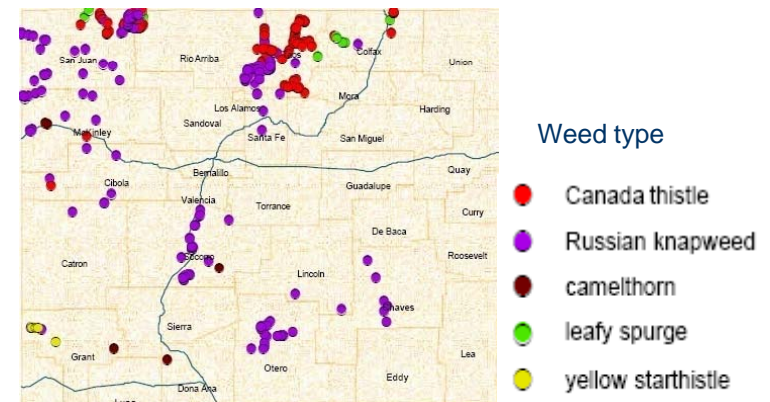 San Juan
Rio Arriba
Colfax
Union
Mora
Los Alamos
Harding
Sandoval
McKinley
Santa Fe
San Miguel
Bernalillo
Quay
Cibola
Guadalupe
Valencia
Torrance
Curry
De Baca
Socorro
Roosevelt
Catron
Lincoln
Chaves
Sierra
Grant
Otero
Lea
Eddy
Dona Ana
Weed type
Canada thistle
Russian knapweed
camelthorn
leafy spurge
yellow starthistle